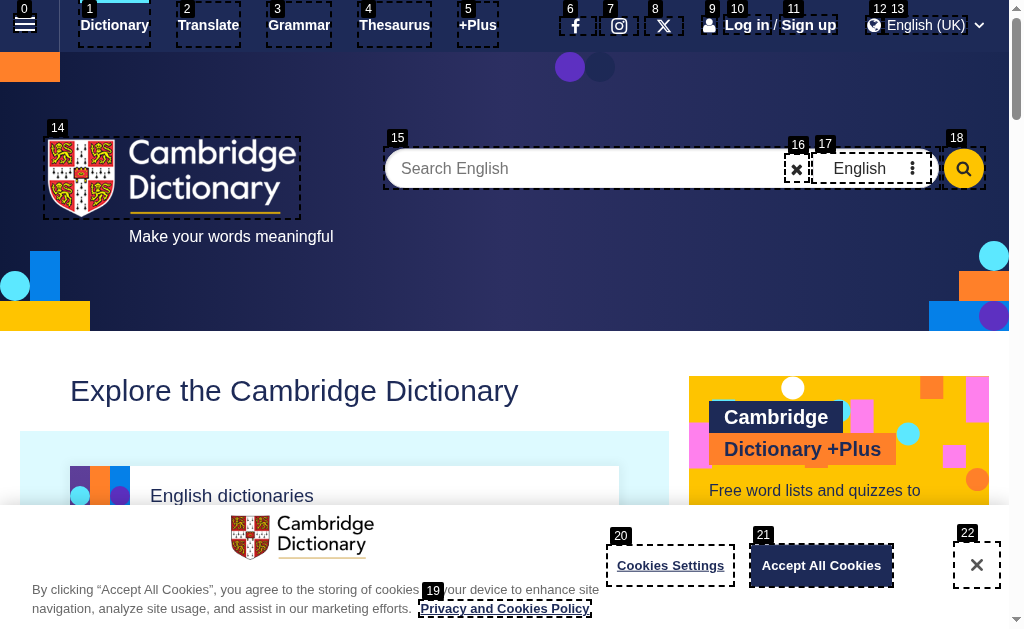 0 1 2 3 4 5 6 7 8 9 10 11 12 13
Dictionary Translate Grammar Thesaurus +Plus Log in / Sign up English (UK)
14
Cambridge
Dictionary
Make your words meaningful
15 16 17 18
Search English English
Explore the Cambridge Dictionary
English dictionaries
Cambridge
Dictionary +Plus
Free word lists and quizzes to
Cambridge
Dictionary
20 21 22
Cookies Settings Accept All Cookies
19
By clicking “Accept All Cookies”, you agree to the storing of cookies your device to enhance site
navigation, analyze site usage, and assist in our marketing efforts. Privacy and Cookies Policy